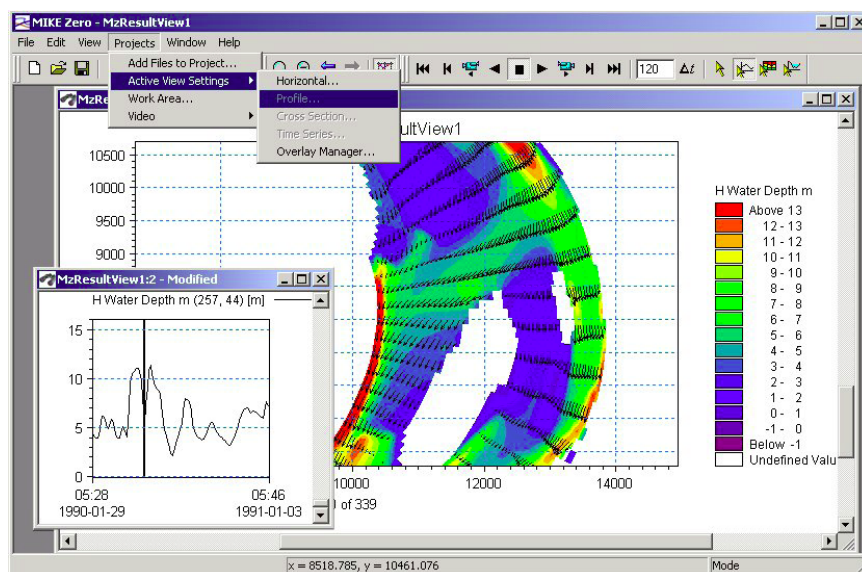 MIKE Zero - MzResultView1
File Edit View Projects Window Help
Add Files to Project...
Active View Settings
Work Area...
Video
Horizontal...
Profile...
Cross Section...
Time Series...
Overlay Manager...
120 Δt
MzRe
ultView1
10500
10000
9500
9000
10000 12000 14000
of 339
H Water Depth m
Above 13
12 - 13
11 - 12
10 - 11
9 - 10
8 - 9
7 - 8
6 - 7
5 - 6
4 - 5
3 - 4
2 - 3
1 - 2
0 - 1
-1 - 0
Below -1
Undefined Valu
MzResultView1:2 - Modified
H Water Depth m (257, 44) [m]
15
10
5
0
05:28 05:46
1990-01-29 1991-01-03
x = 8518.785, y = 10461.076
Mode